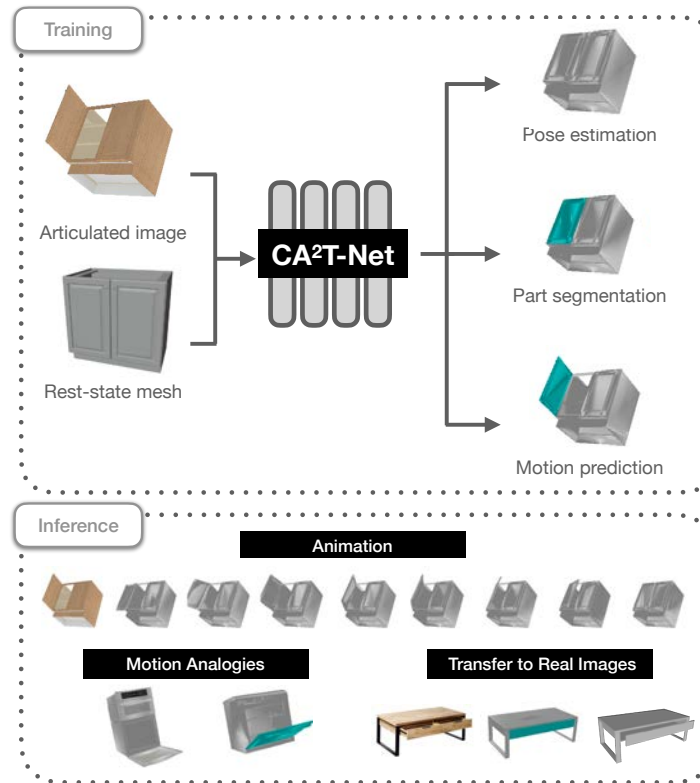 Training
Articulated image
Rest-state mesh
CA²T-Net
Pose estimation
Part segmentation
Motion prediction
Inference
Animation
Motion Analogies
Transfer to Real Images